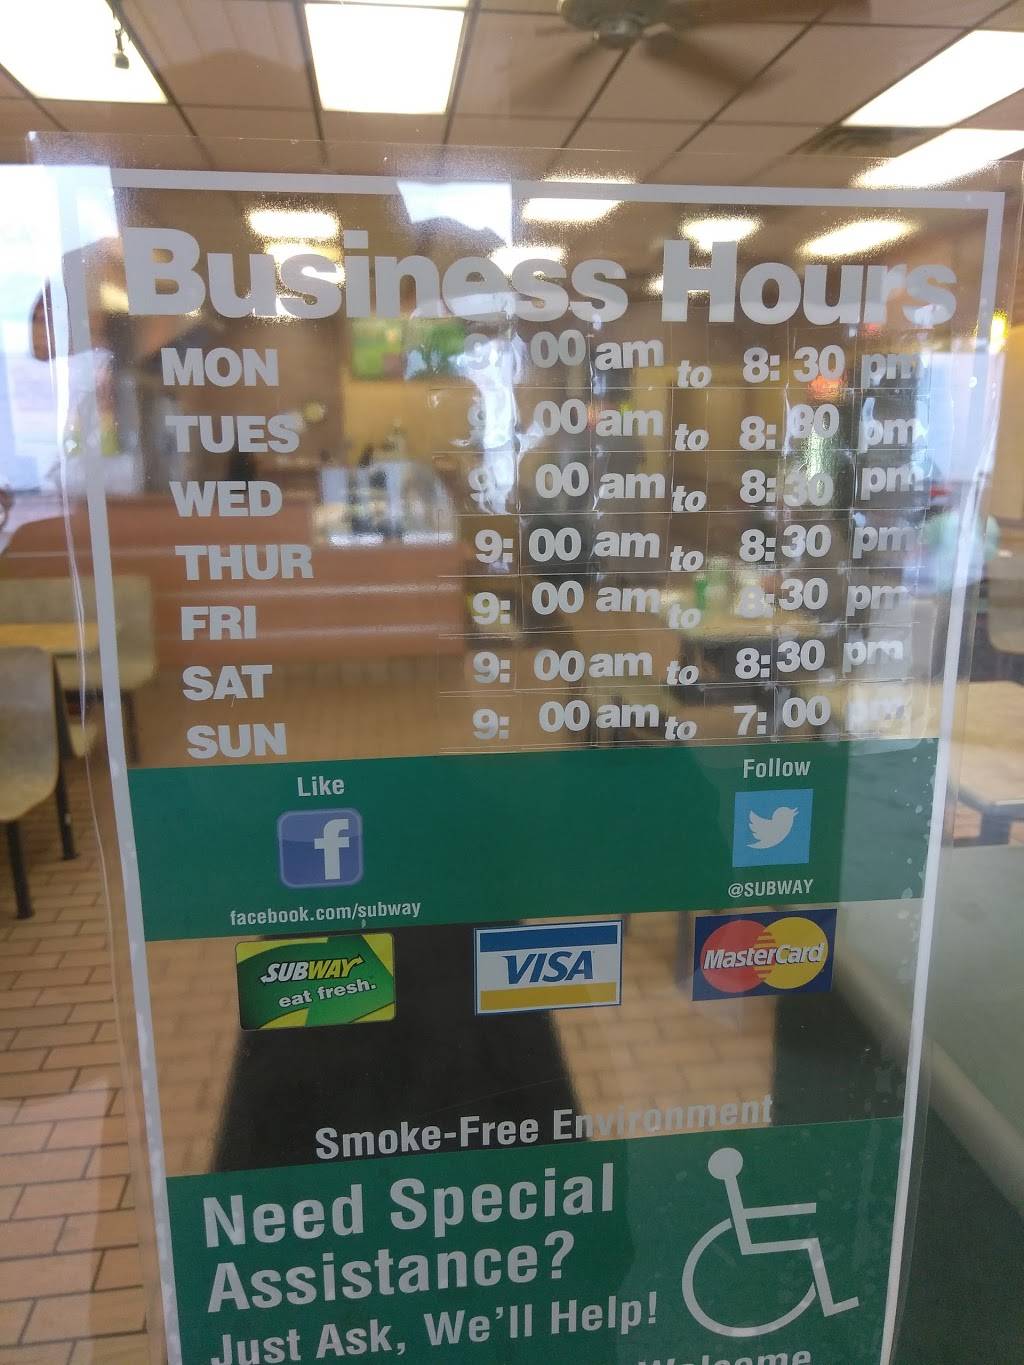 Business Hours
MON 9:00 am to 8:30 pm
TUES 9:00 am to 8:30 pm
WED 9:00 am to 8:30 pm
THUR 9:00 am to 8:30 pm
FRI 9:00 am to 8:30 pm
SAT 9:00 am to 8:30 pm
SUN 9:00 am to 7:00 pm
Like Follow
f
facebook.com/subway @SUBWAY
SUBWAY VISA MasterCard
eat fresh.
Smoke-Free Environment
Need Special
Assistance?
Just Ask, We'll Help!
Welcome